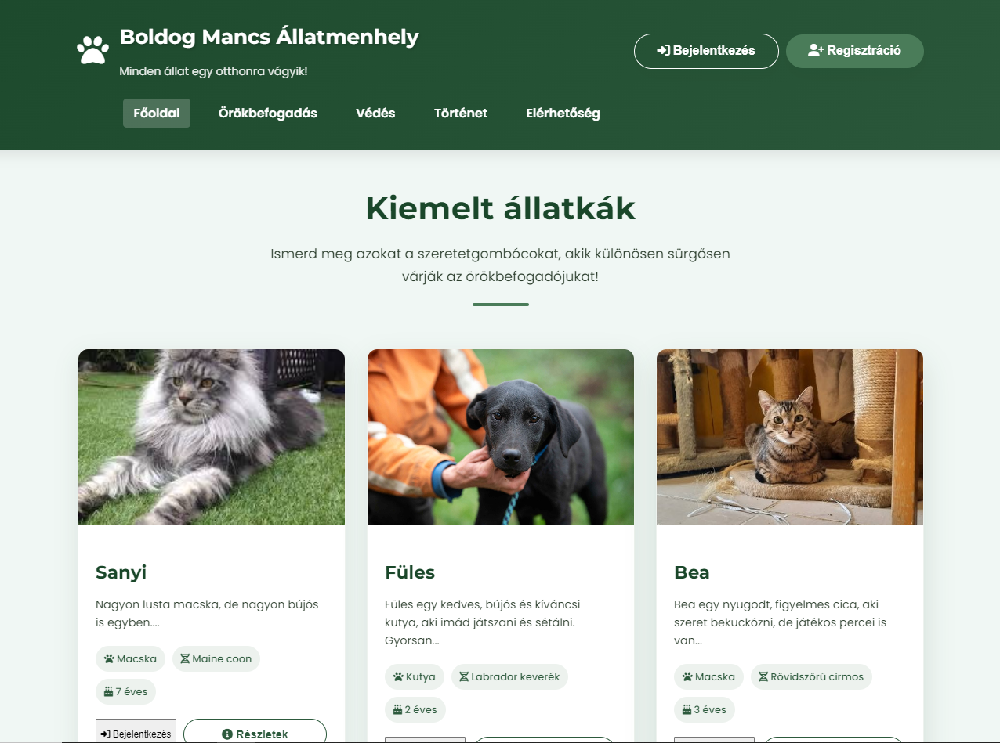 Boldog Mancs Állatmenhely
Minden állat egy otthonra vágyik!
Bejelentkezés
Regisztráció
Főoldal
Örökbefogadás
Védés
Történet
Elérhetőség
Kiemelt állatkák
Ismerd meg azokat a szeretetgombócokat, akik különösen sürgősen
várják az örökbefogadójukat!
Sanyi
Nagyon lusta macska, de nagyon bújós
is egyben....
Macska
Maine coon
7 éves
Bejelentkezés
Részletek
Füles
Füles egy kedves, bújós és kíváncsi
kutya, aki imád játszani és sétálni.
Gyorsan...
Kutya
Labrador keverék
2 éves
Bea
Bea egy nyugodt, figyelmes cica, aki
szeret bekuckózni, de játékos percei is
van...
Macska
Rövidszőrű cirmos
3 éves